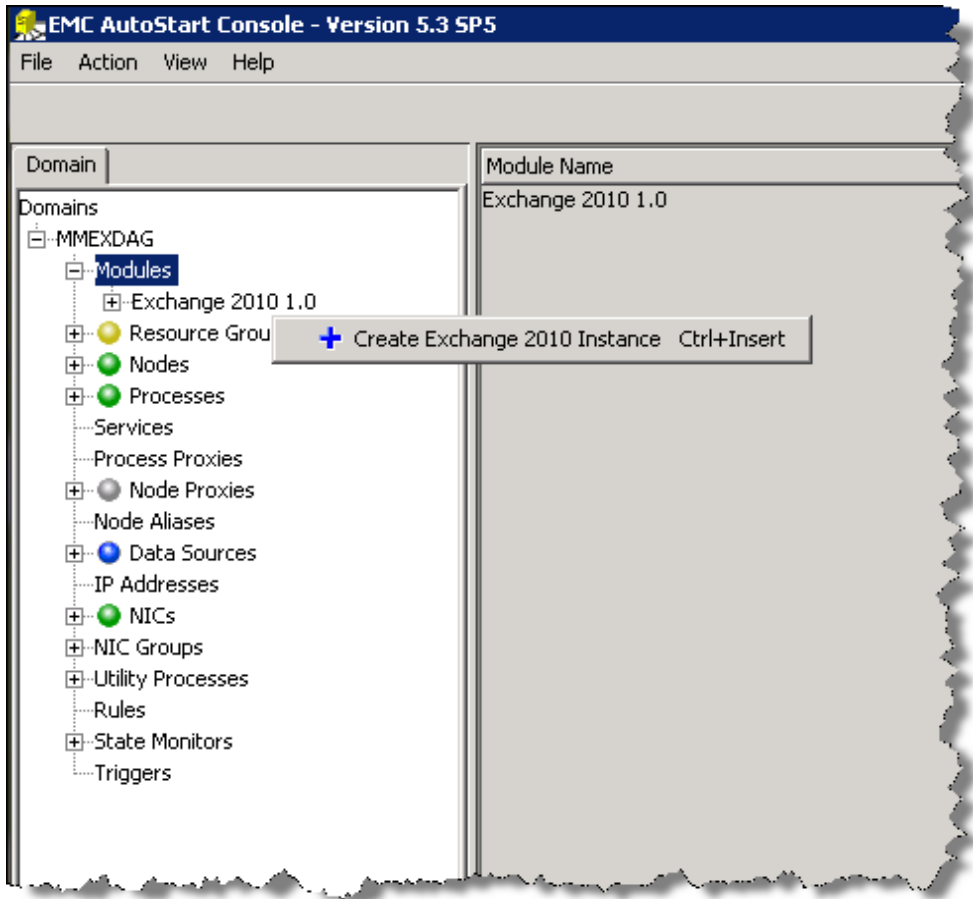 EMC AutoStart Console - Version 5.3 SP5
File Action View Help
Domain
Module Name
Domains
Exchange 2010 1.0
MMEXDAG
Modules
Exchange 2010 1.0
Resource Grou
Create Exchange 2010 Instance Ctrl+Insert
Nodes
Processes
Services
Process Proxies
Node Proxies
Node Aliases
Data Sources
IP Addresses
NICs
NIC Groups
Utility Processes
Rules
State Monitors
Triggers